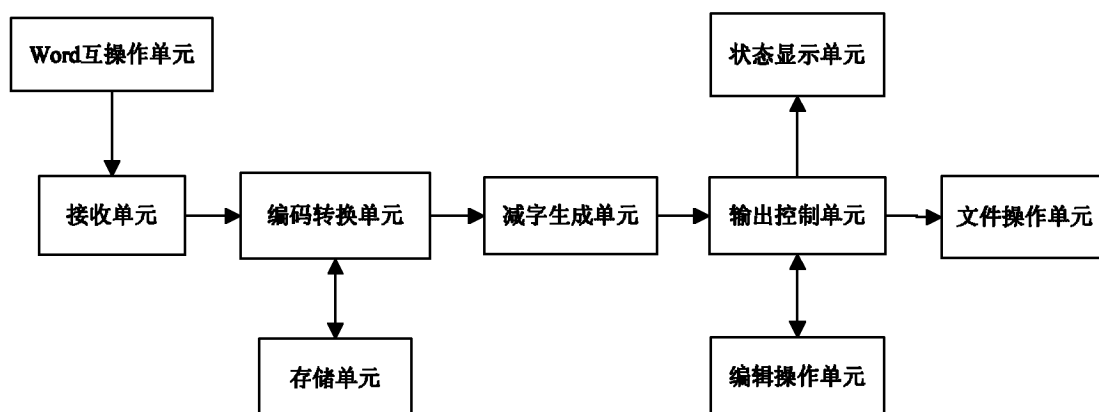 Word互操作单元
状态显示单元
接收单元
编码转换单元
减字生成单元
输出控制单元
文件操作单元
存储单元
编辑操作单元